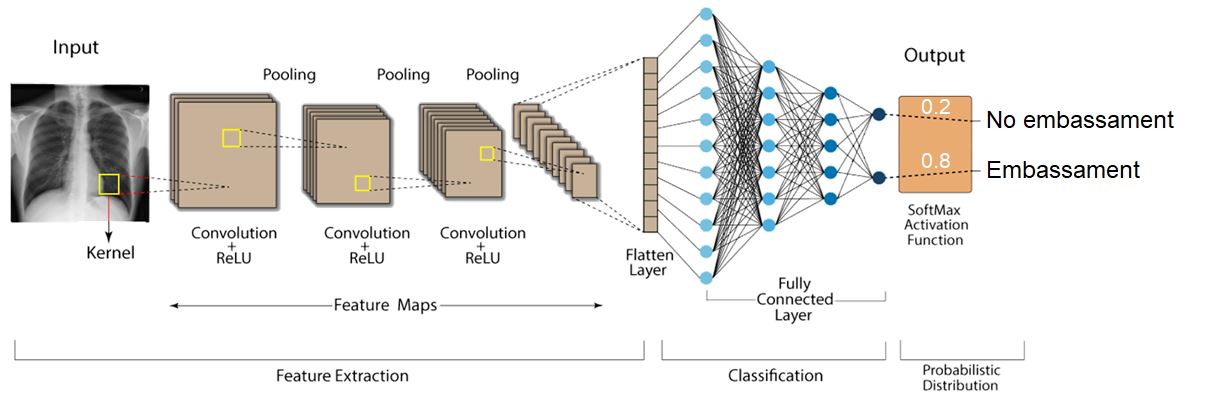 Input
Pooling
Pooling
Pooling
Output
0.2
No embassament
0.8
Embassament
Kernel
Convolution
+
ReLU
Convolution
+
ReLU
Convolution
+
ReLU
Flatten
Layer
SoftMax
Activation
Function
Feature Maps
Fully
Connected
Layer
Feature Extraction
Classification
Probabilistic
Distribution